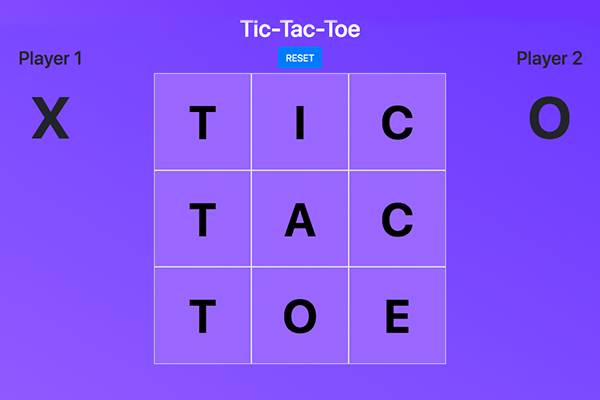 Tic-Tac-Toe
Player 1
RESET
Player 2
X
O
T I C
T A C
T O E